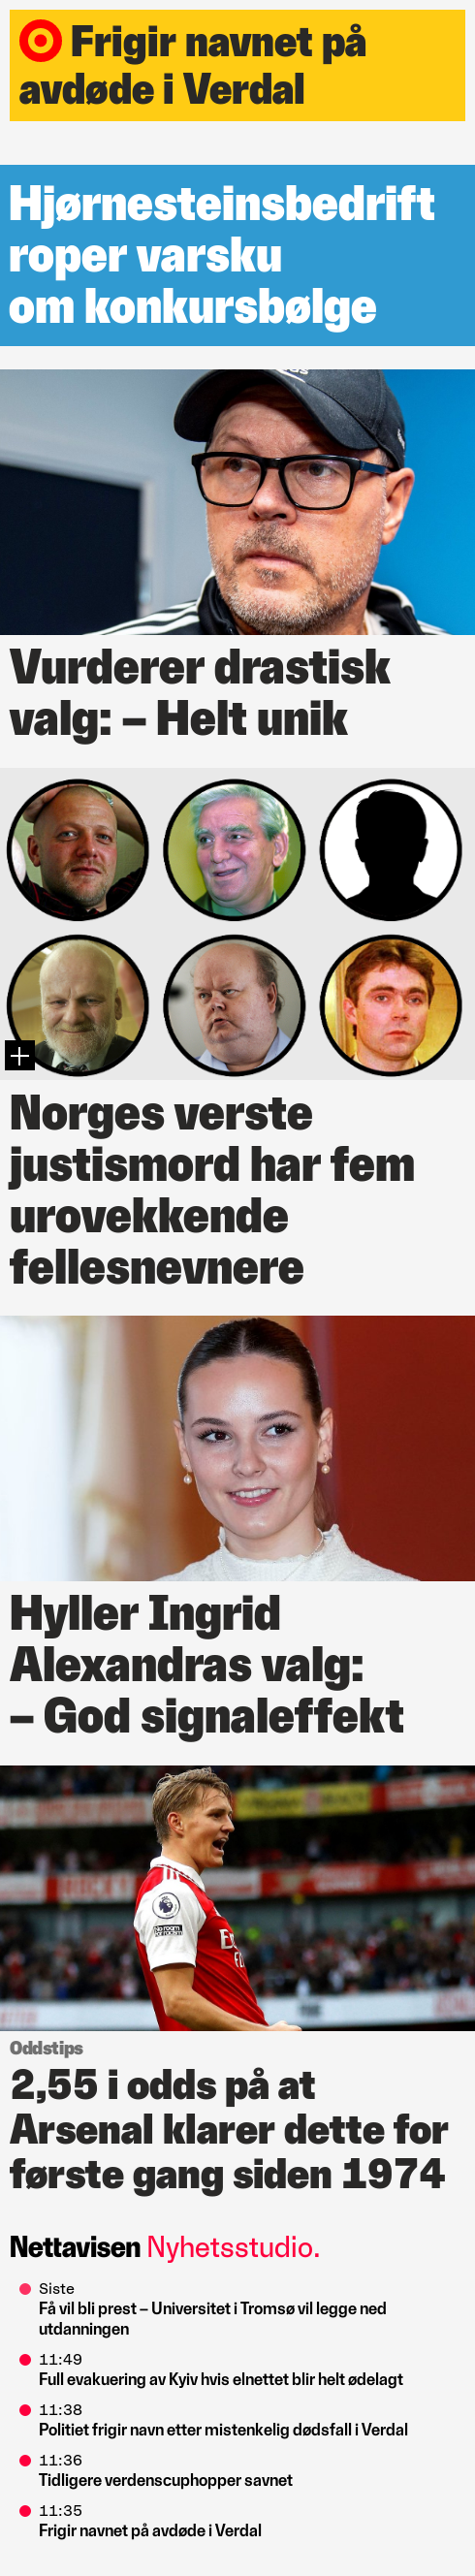 Frigir navnet på
avdøde i Verdal
Hjørnesteinsbedrift
roper varsku
om konkursbølge
Vurderer drastisk
valg: – Helt unik
Norges verste
justismord har fem
urovekkende
fellesnevnere
Hyller Ingrid
Alexandras valg:
– God signaleffekt
No room
for racism
Oddstips
2,55 i odds på at
Arsenal klarer dette for
første gang siden 1974
Nettavisen Nyhetsstudio.
Siste
Få vil bli prest – Universitet i Tromsø vil legge ned
utdanningen
11:49
Full evakuering av Kyiv hvis elnettet blir helt ødelagt
11:38
Politiet frigir navn etter mistenkelig dødsfall i Verdal
11:36
Tidligere verdenscuphopper savnet
11:35
Frigir navnet på avdøde i Verdal